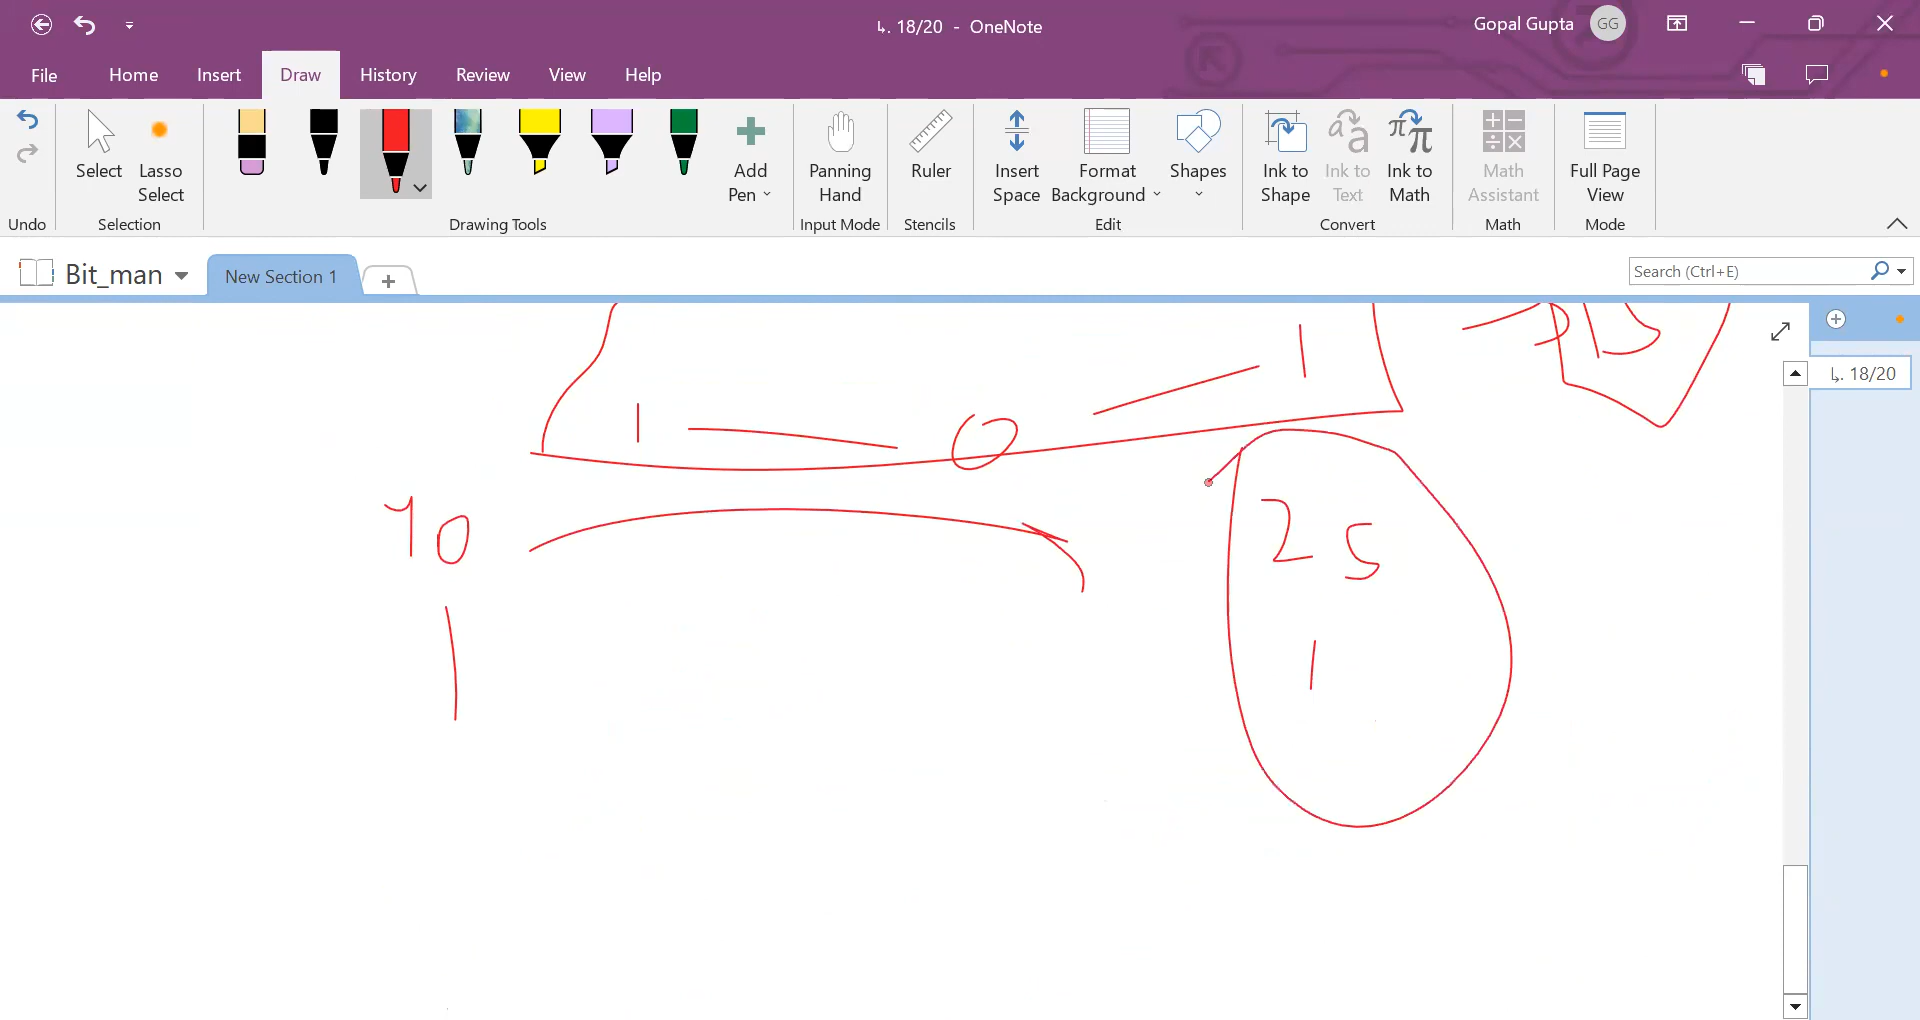 ↳. 18/20 - OneNote
Gopal Gupta GG
File Home Insert Draw History Review View Help
Select
Lasso Select
Add Pen
Panning Hand
Ruler
Insert Space
Format Background
Shapes
Ink to Shape
Ink to Text
Ink to Math
Math Assistant
Full Page View
Undo Selection Drawing Tools Input Mode Stencils Edit Convert Math Mode
Bit_man New Section 1 +
Search (Ctrl+E)
↳. 18/20
1 0 1
10
1
25
1